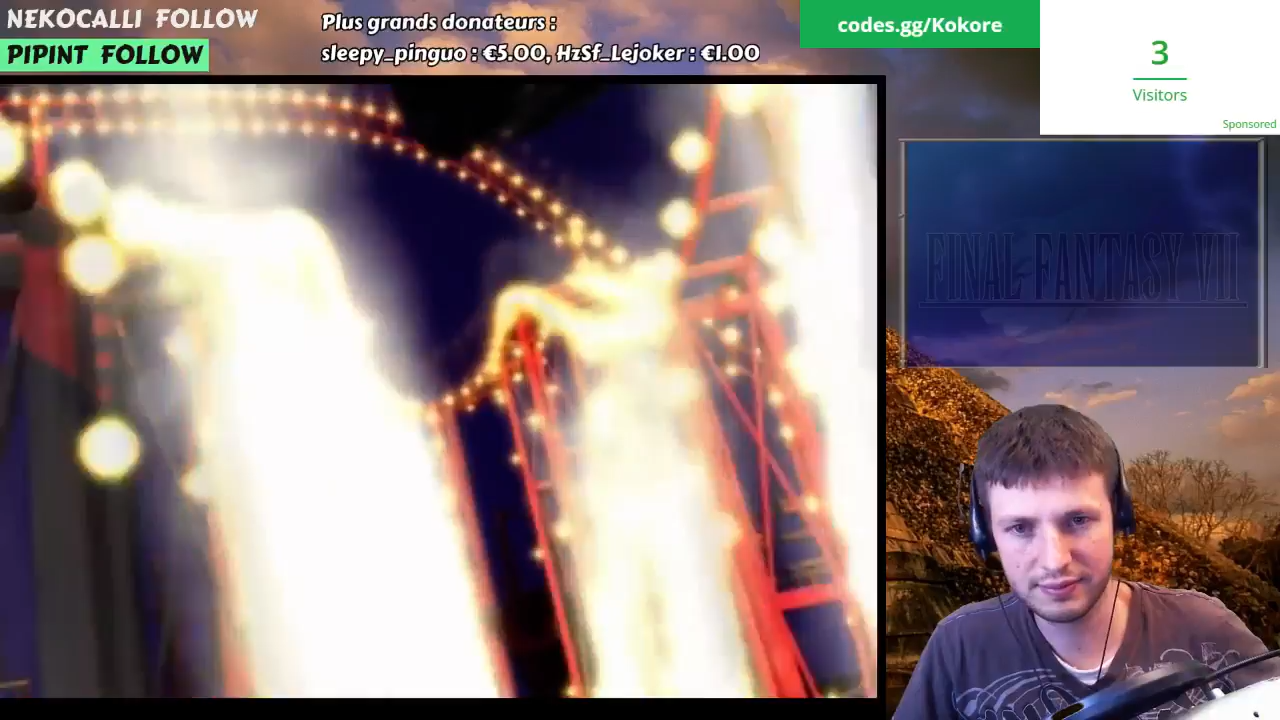 NEKOCALLI FOLLOW
PIPINT FOLLOW
Plus grands donateurs :
sleepy_pinguo : €5.00, HzSf_Lejoker : €1.00
codes.gg/Kokore
3
Visitors
Sponsored
FINAL FANTASY VII